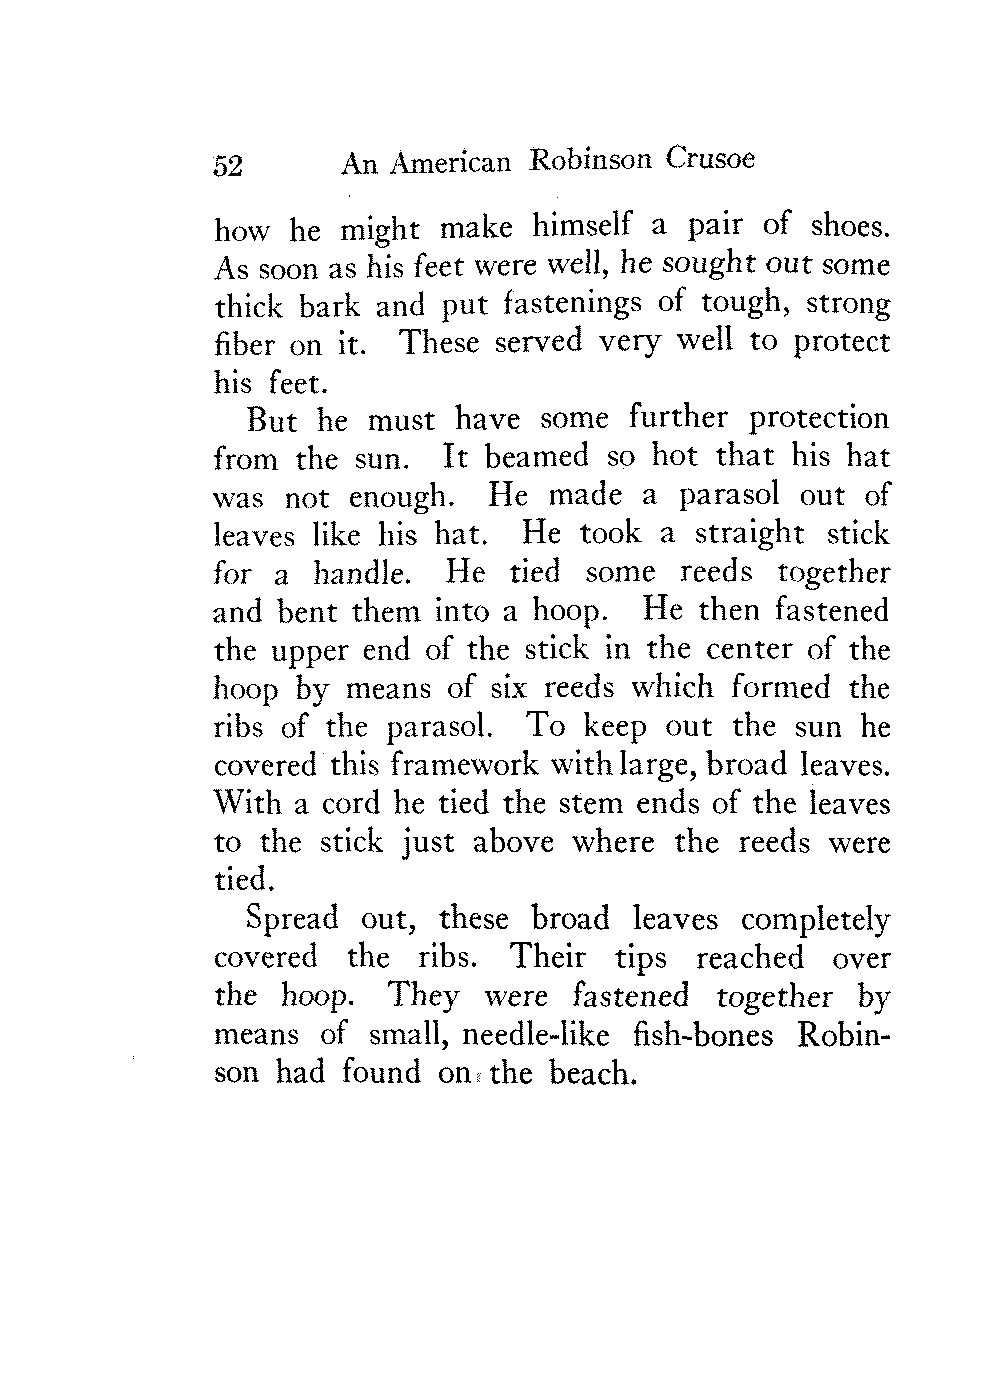 52 An American Robinson Crusoe
how he might make himself a pair of shoes.
As soon as his feet were well, he sought out some
thick bark and put fastenings of tough, strong
fiber on it. These served very well to protect
his feet.
But he must have some further protection
from the sun. It beamed so hot that his hat
was not enough. He made a parasol out of
leaves like his hat. He took a straight stick
for a handle. He tied some reeds together
and bent them into a hoop. He then fastened
the upper end of the stick in the center of the
hoop by means of six reeds which formed the
ribs of the parasol. To keep out the sun he
covered this framework with large, broad leaves.
With a cord he tied the stem ends of the leaves
to the stick just above where the reeds were
tied.
Spread out, these broad leaves completely
covered the ribs. Their tips reached over
the hoop. They were fastened together by
means of small, needle-like fish-bones Robin-
son had found on the beach.